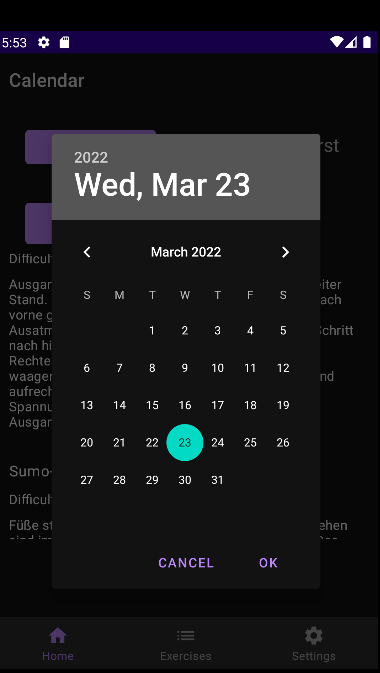 5:53
Calendar
rst
2022
Wed, Mar 23
March 2022
S M T W T F S
1 2 3 4 5
6 7 8 9 10 11 12
13 14 15 16 17 18 19
20 21 22 23 24 25 26
27 28 29 30 31
CANCEL OK
Difficul
Ausgan eiter
Stand. ach
vorne g
Ausatm Schritt
nach hi
Rechte
waager nd
aufrech
Spannu
Ausgan
Sumo-
Difficul
Füße st ehen
Home Exercises Settings